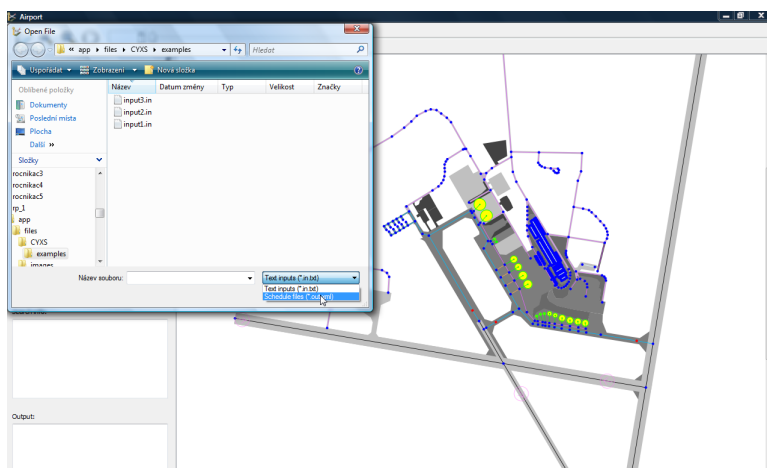 Airport
Open File
« app › files › CYXS › examples
Hledat
Uspořádat
Zobrazení
Nová složka
Oblíbené položky
Dokumenty
Poslední místa
Plocha
Další »
Složky
rocnikac3
rocnikac4
rocnikac5
rp_1
app
files
CYXS
examples
images
Název
Datum změny
Typ
Velikost
Značky
input3.in
input2.in
input1.in
Název souboru:
Text inputs (*.in.txt)
Text inputs (*.in.txt)
Schedule files (*.out
Output: